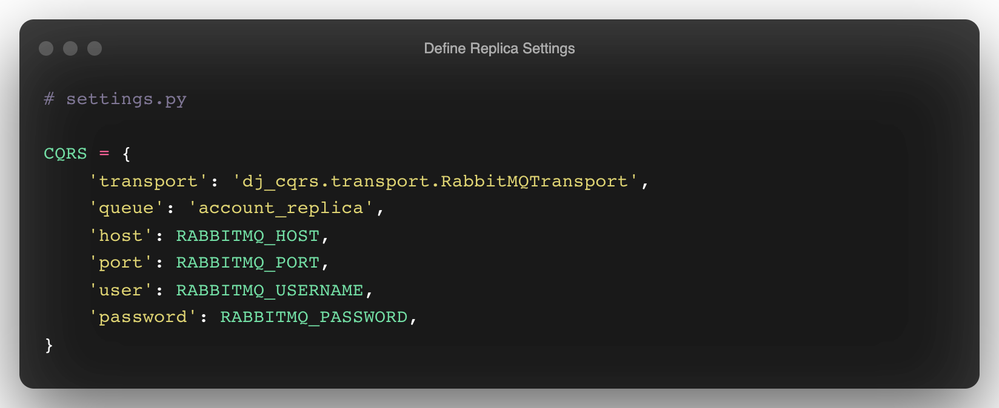 Define Replica Settings
# settings.py
CQRS = {
    'transport': 'dj_cqrs.transport.RabbitMQTransport',
    'queue': 'account_replica',
    'host': RABBITMQ_HOST,
    'port': RABBITMQ_PORT,
    'user': RABBITMQ_USERNAME,
    'password': RABBITMQ_PASSWORD,
}